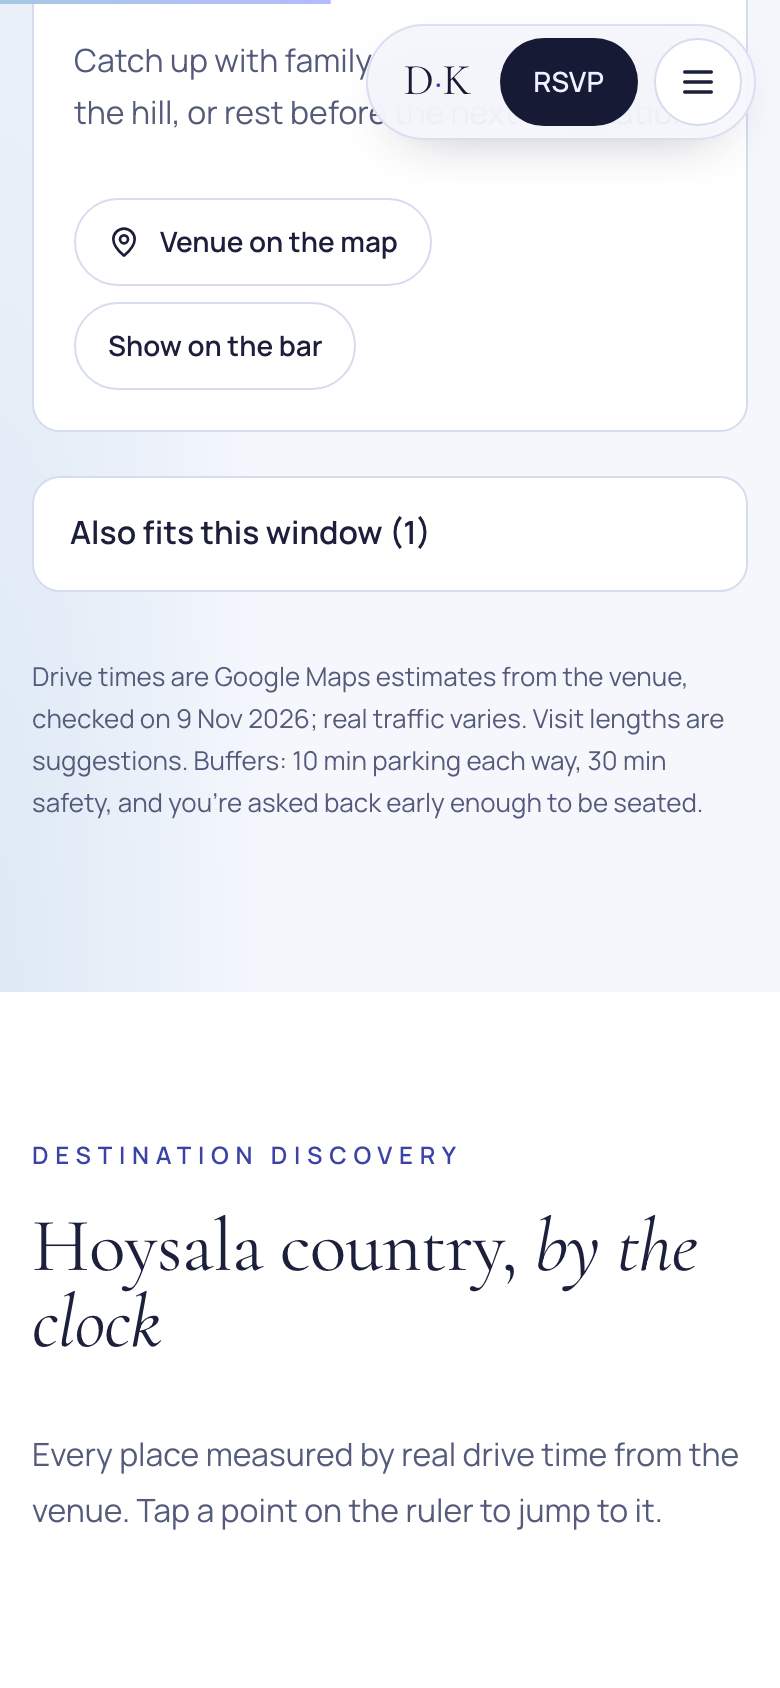 Catch up with family
D·K
RSVP
the hill, or rest before the next
Venue on the map
Show on the bar
Also fits this window (1)
Drive times are Google Maps estimates from the venue,
checked on 9 Nov 2026; real traffic varies. Visit lengths are
suggestions. Buffers: 10 min parking each way, 30 min
safety, and you’re asked back early enough to be seated.
DESTINATION DISCOVERY
Hoysala country, by the
clock
Every place measured by real drive time from the
venue. Tap a point on the ruler to jump to it.